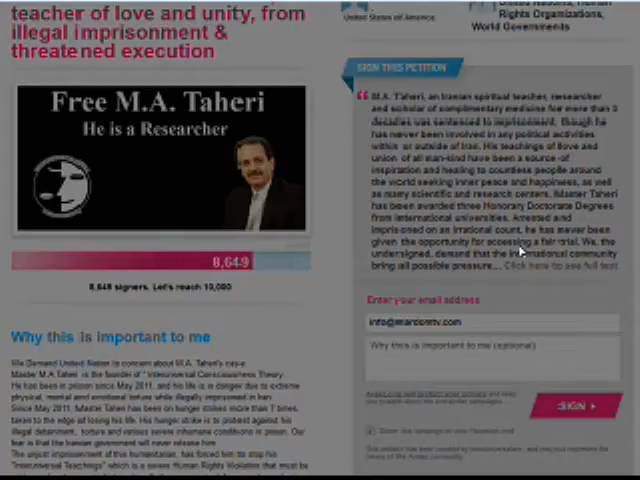 teacher of love and unity, from
illegal imprisonment &
threatened execution
Free M.A. Taheri
He is a Researcher
8,649
8,649 signers. Let's reach 10,000
Why this is important to me
We Demand United Nation to concern about M.A. Taheri's case
Master M.A Taheri is the founder of " Interuniversal Consciousness Theory.
He has been in prison since May 2011, and his life is in danger due to extreme
physical, mental and emotional torture while illegally imprisoned in Iran
Since May 2011, Master Taheri has been on hunger strikes more than 7 times,
taken to the edge of losing his life. His hunger strike is to protest against his
illegal detainment, torture and various severe inhumane conditions in prison. Our
fear is that the Iranian government will never release him
The unjust imprisonment of this humanitarian, has forced him to stop his
"Interuniversal Teachings" which is a severe Human Rights Violation that must be
United States of America
United Nations, Human
Rights Organizations,
World Governments
SIGN THIS PETITION
M.A. Taheri, an Iranian spiritual teacher, researcher
and scholar of complimentary medicine for more than 3
decades was sentenced to imprisonment, though he
has never been involved in any political activities
within or outside of Iran. His teachings of love and
union of all man-kind have been a source of
inspiration and healing to countless people around
the world seeking inner peace and happiness, as well
as many scientific and research centers. Master Taheri
has been awarded three Honorary Doctorate Degrees
from international universities. Arrested and
imprisoned on an irrational count, he has never been
given the opportunity for accessing a fair trial. We, the
undersigned, demand that the international community
bring all possible pressure... Click here to see full text
Enter your email address
info@mardomtv.com
Why this is important to me (optional)
SIGN